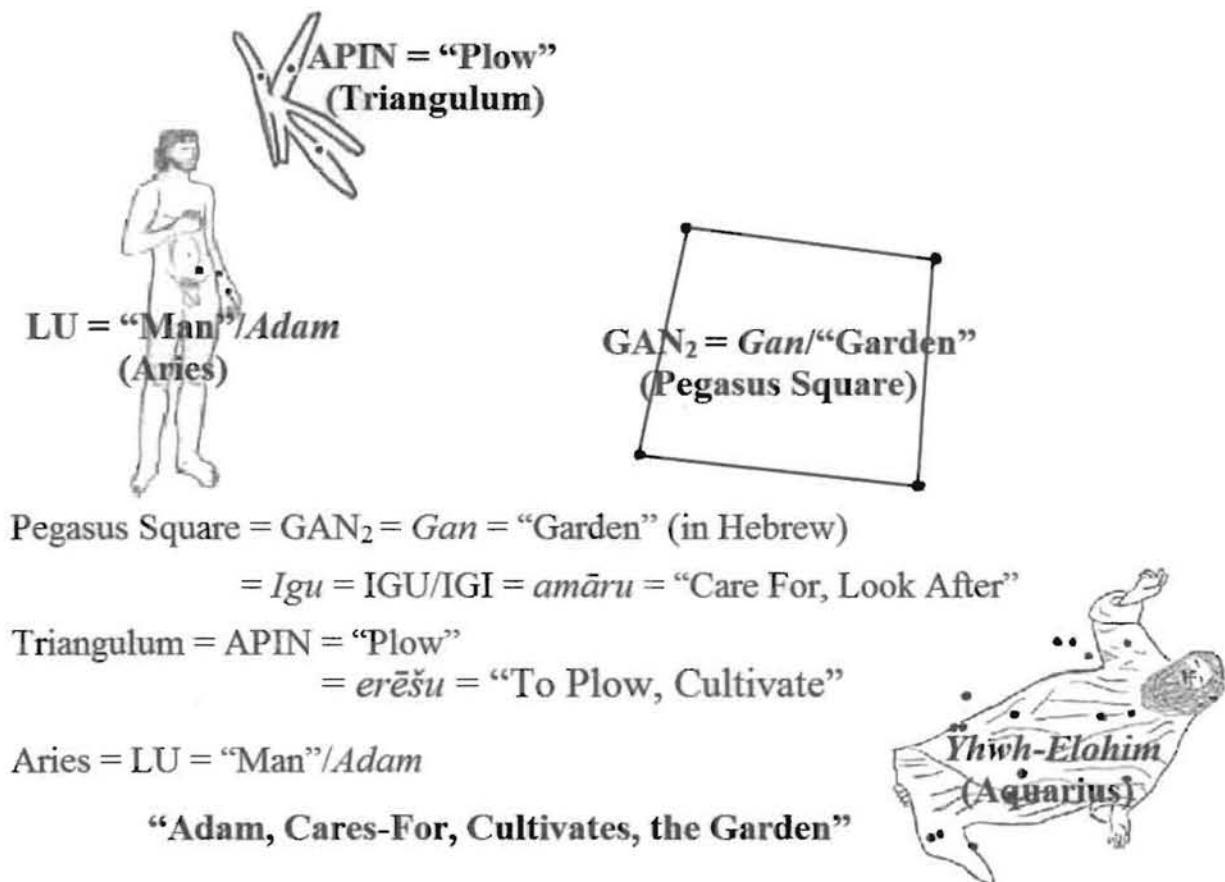 APIN = “Plow”
(Triangulum)
LU = “Man”/Adam
(Aries)
GAN₂ = Gan/“Garden”
(Pegasus Square)
Pegasus Square = GAN₂ = Gan = “Garden” (in Hebrew)
= Igu = IGU/IGI = amāru = “Care For, Look After”
Triangulum = APIN = “Plow”
= erēšu = “To Plow, Cultivate”
Aries = LU = “Man”/Adam
“Adam, Cares-For, Cultivates, the Garden”
Yhwh-Elohim
(Aquarius)